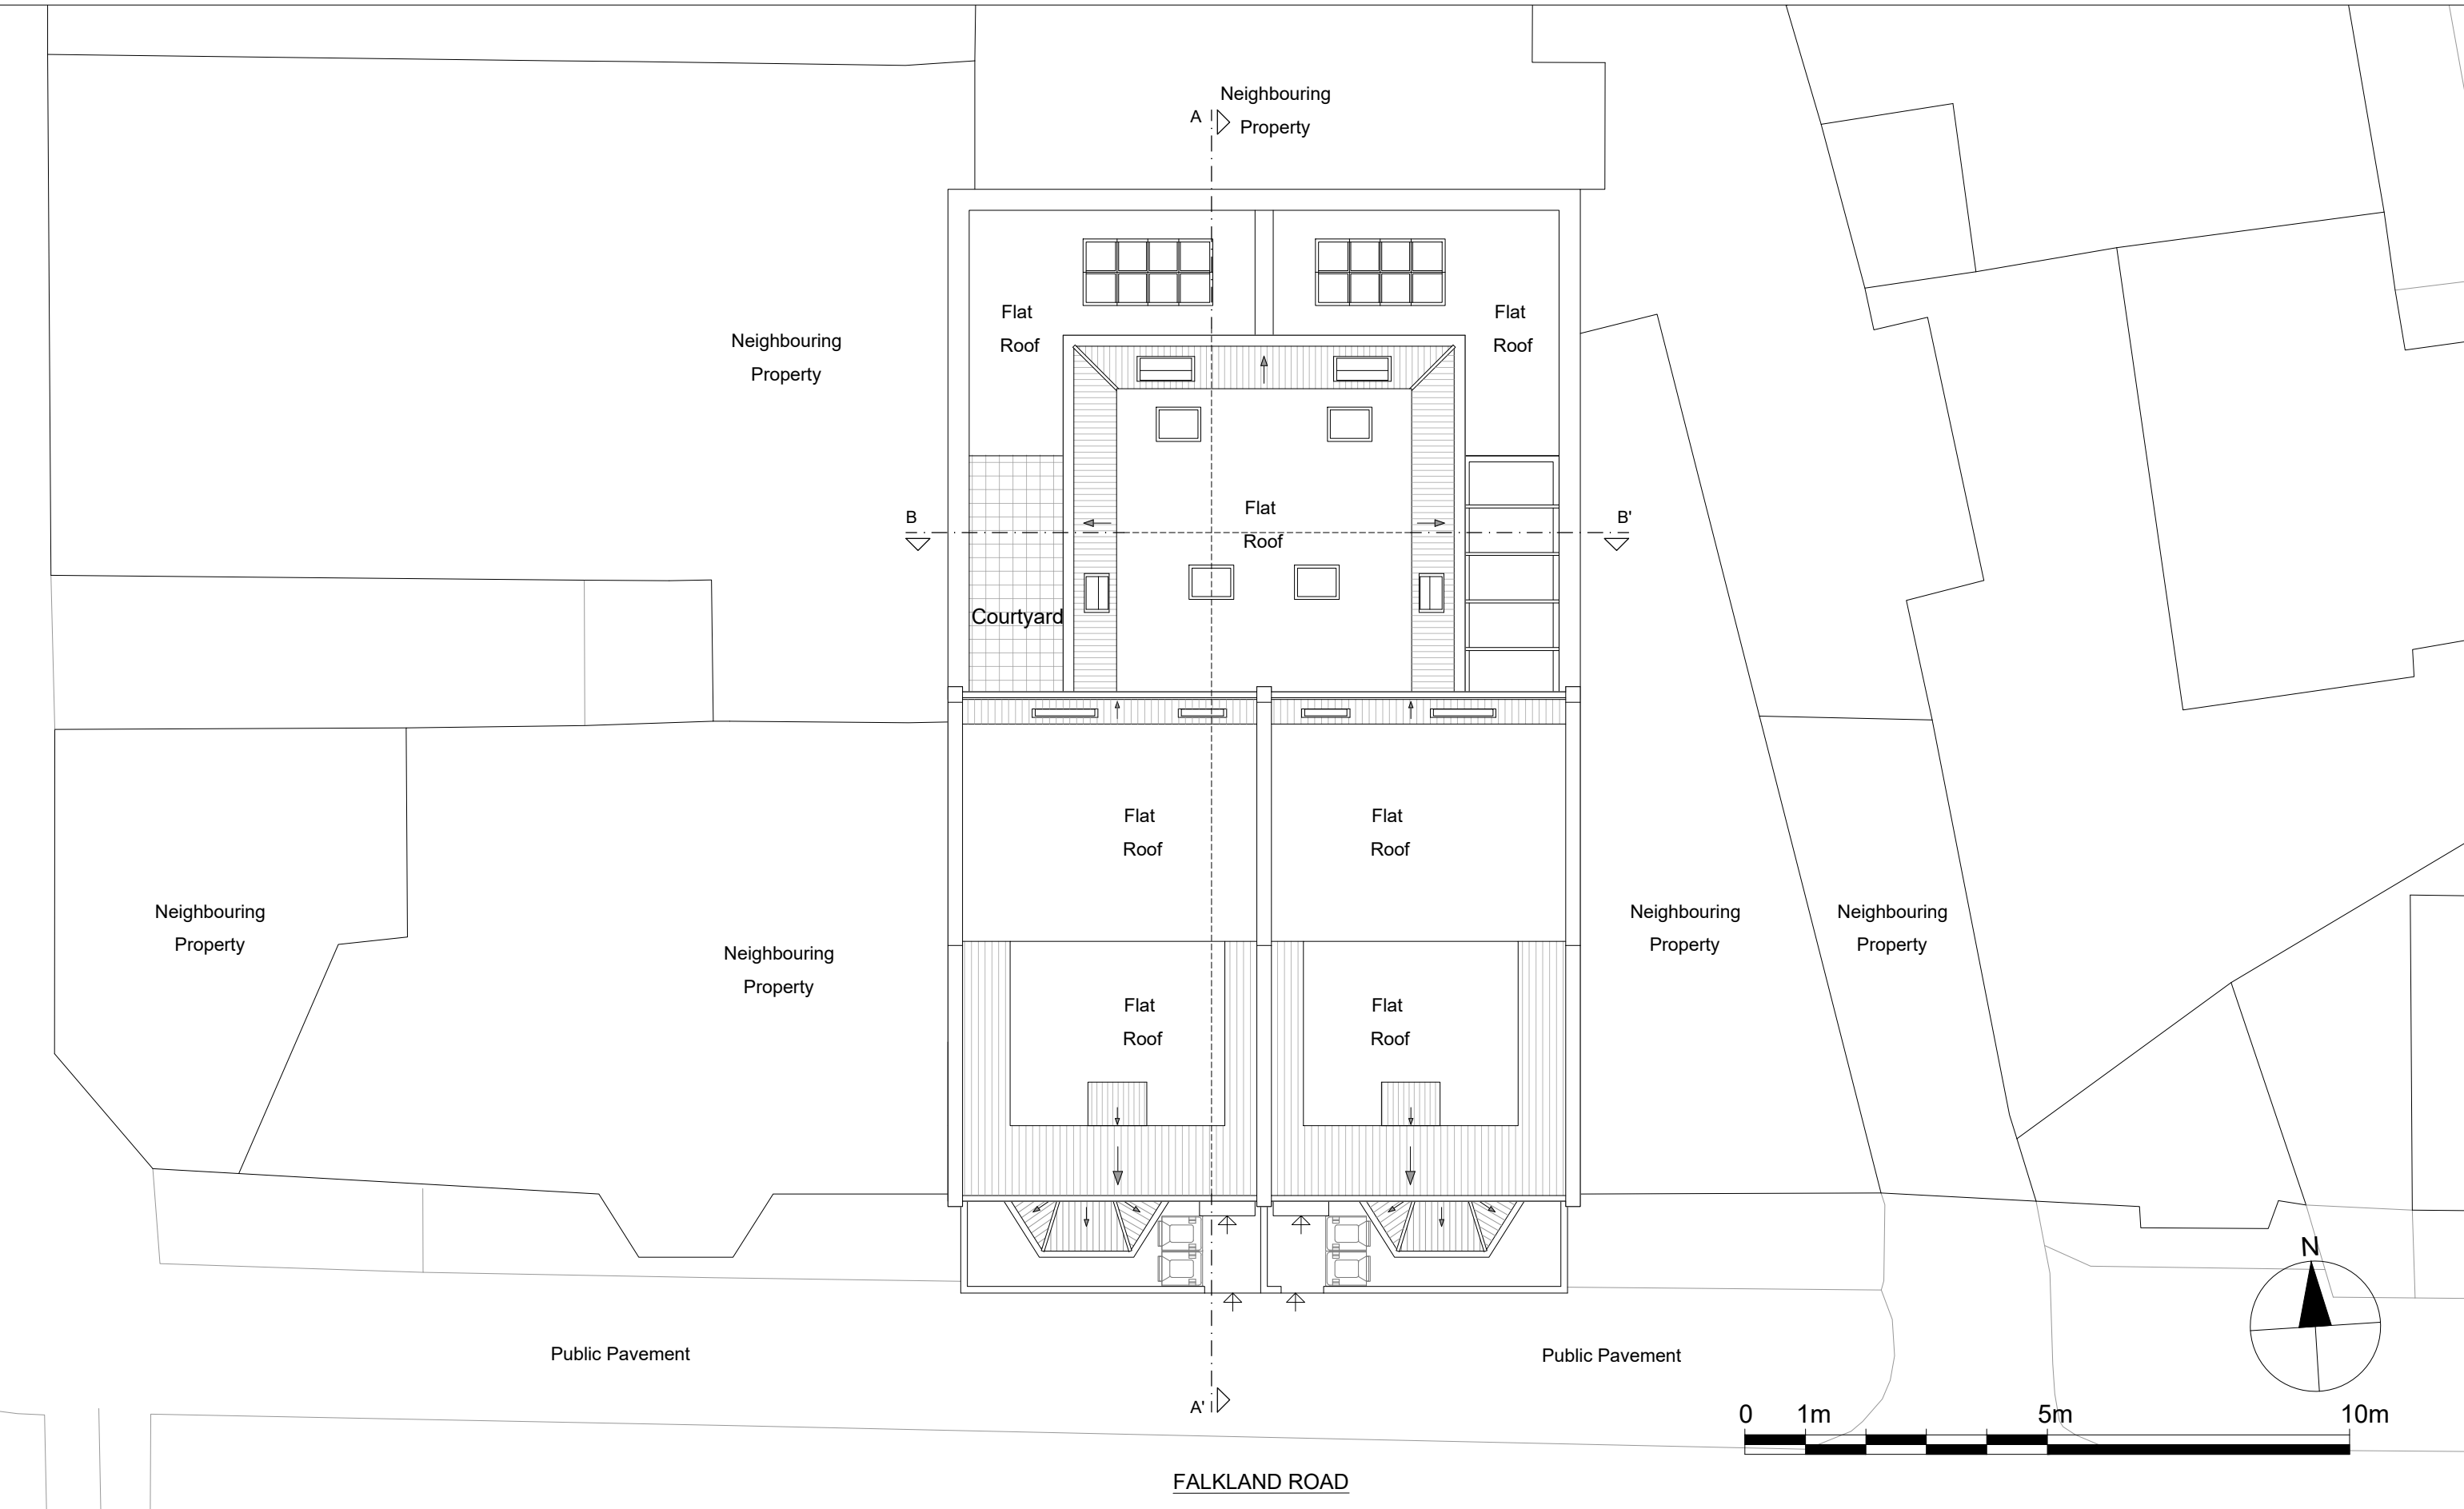 Neighbouring
A
Property
Flat
Roof
Flat
Roof
Neighbouring
Property
B
Flat
Roof
B'
Courtyard
Flat
Roof
Flat
Roof
Neighbouring
Property
Neighbouring
Property
Flat
Roof
Flat
Roof
Neighbouring
Property
Neighbouring
Property
N
Public Pavement
Public Pavement
A'
0 1m 5m 10m
FALKLAND ROAD